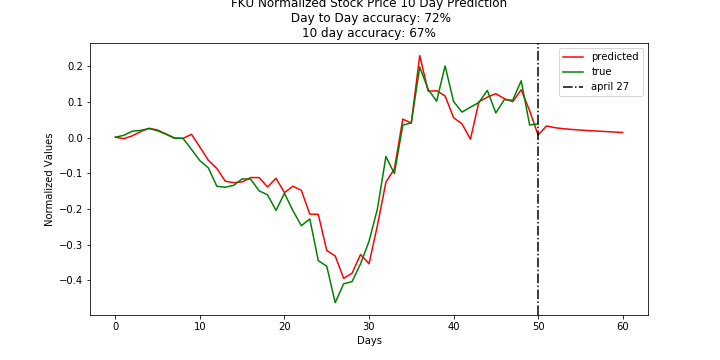 FKU Normalized Stock Price 10 Day Prediction
Day to Day accuracy: 72%
10 day accuracy: 67%
predicted
true
april 27
Normalized Values
0.2
0.1
0.0
−0.1
−0.2
−0.3
−0.4
0 10 20 30 40 50 60
Days